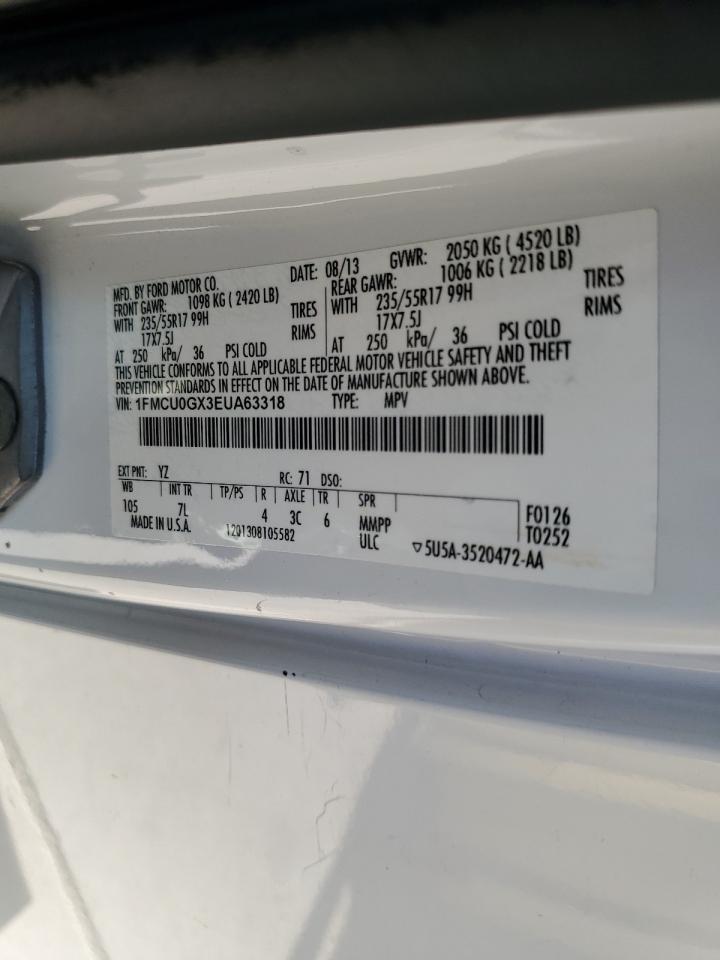 MFD. BY FORD MOTOR CO. DATE: 08/13 GVWR: 2050 KG ( 4520 LB)
FRONT GAWR: 1098 KG ( 2420 LB) REAR GAWR: 1006 KG ( 2218 LB)
WITH 235/55R17 99H TIRES WITH 235/55R17 99H TIRES
17X7.5J RIMS 17X7.5J RIMS
AT 250 kPa/ 36 PSI COLD AT 250 kPa/ 36 PSI COLD
THIS VEHICLE CONFORMS TO ALL APPLICABLE FEDERAL MOTOR VEHICLE SAFETY AND THEFT
PREVENTION STANDARDS IN EFFECT ON THE DATE OF MANUFACTURE SHOWN ABOVE.
VIN: 1FMCU0GX3EUA63318 TYPE: MPV
EXT PNT: YZ RC: 71 DSO:
WB INT TR TP/PS R AXLE TR SPR F0126
105 7L 4 3C 6 MMPP T0252
MADE IN U.S.A. 1201308105582 ULC 5U5A-3520472-AA